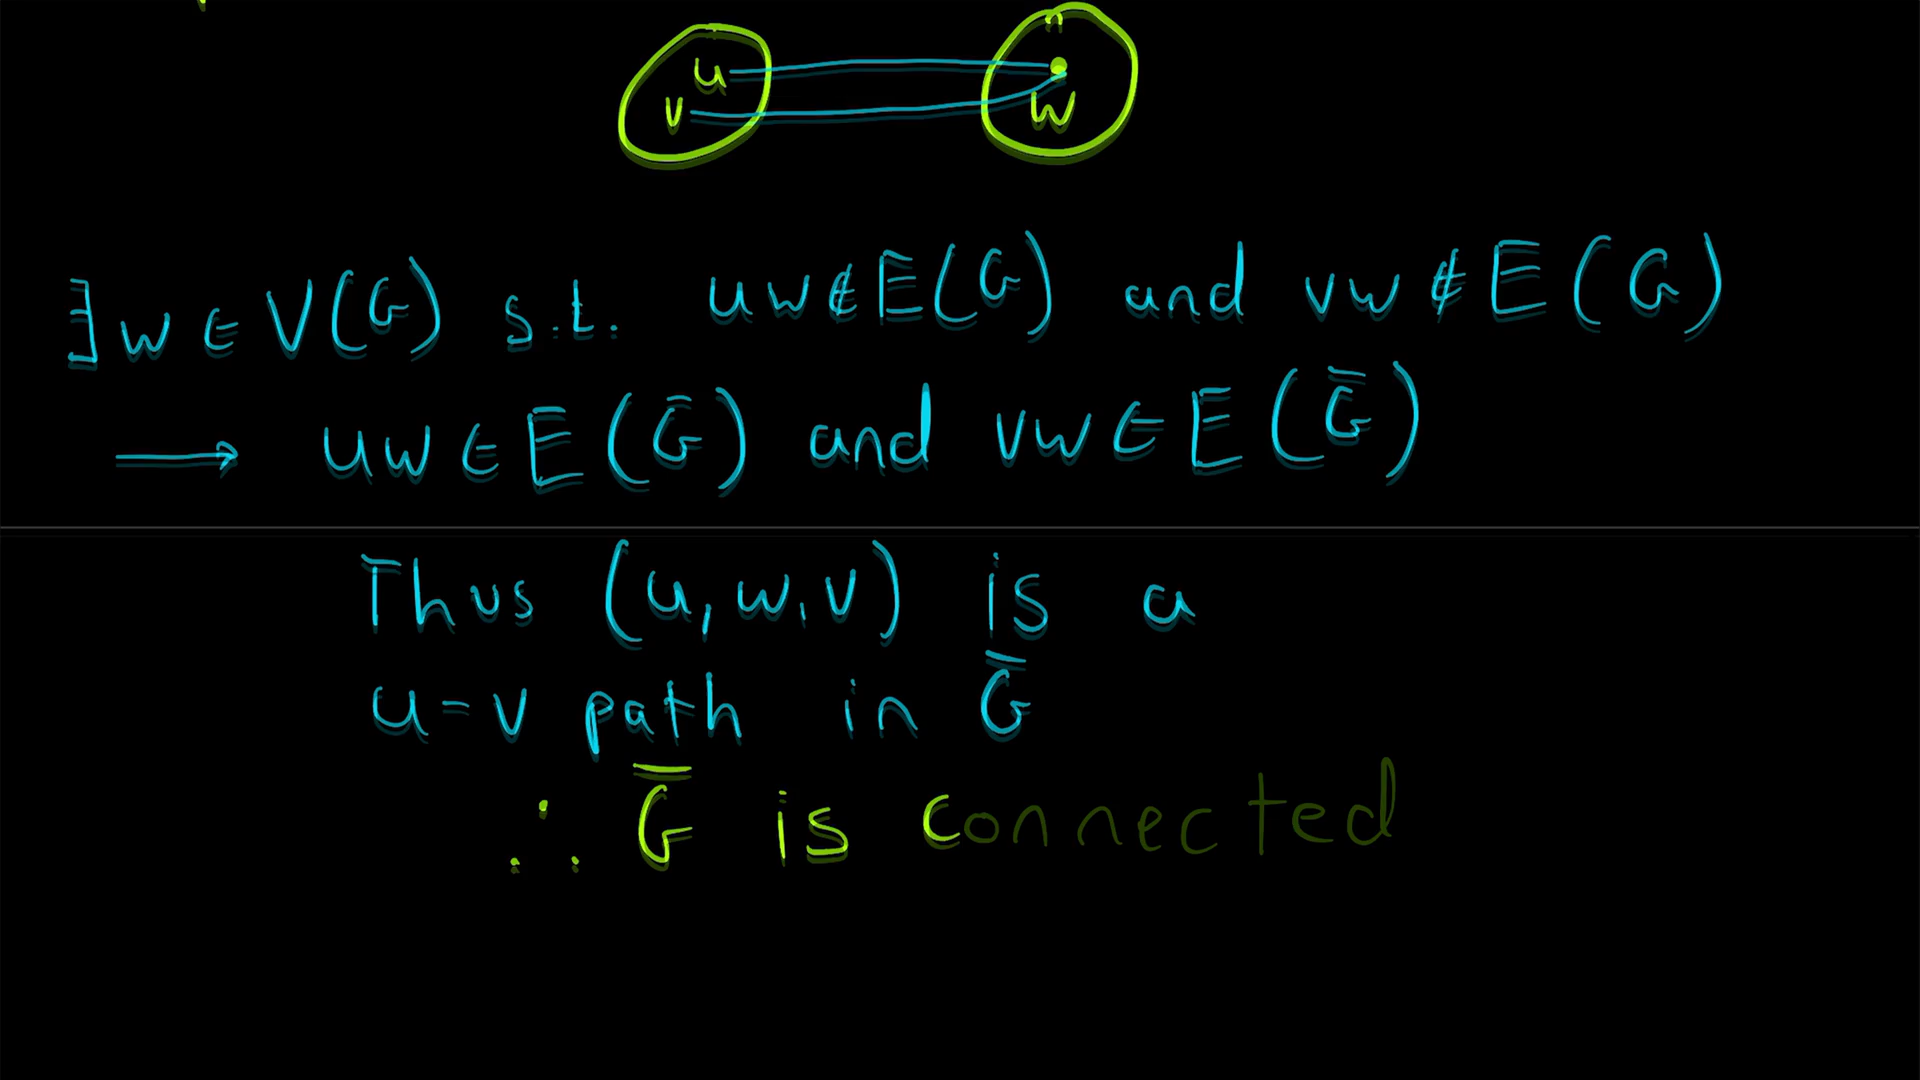 u
n
v
w
∃w ∈ V(G) s.t. uw ∉ E(G) and vw ∉ E(G)
→ uw ∈ E(Ḡ) and vw ∈ E(Ḡ)
Thus (u, w, v) is a
u-v path in Ḡ
∴ Ḡ is connected